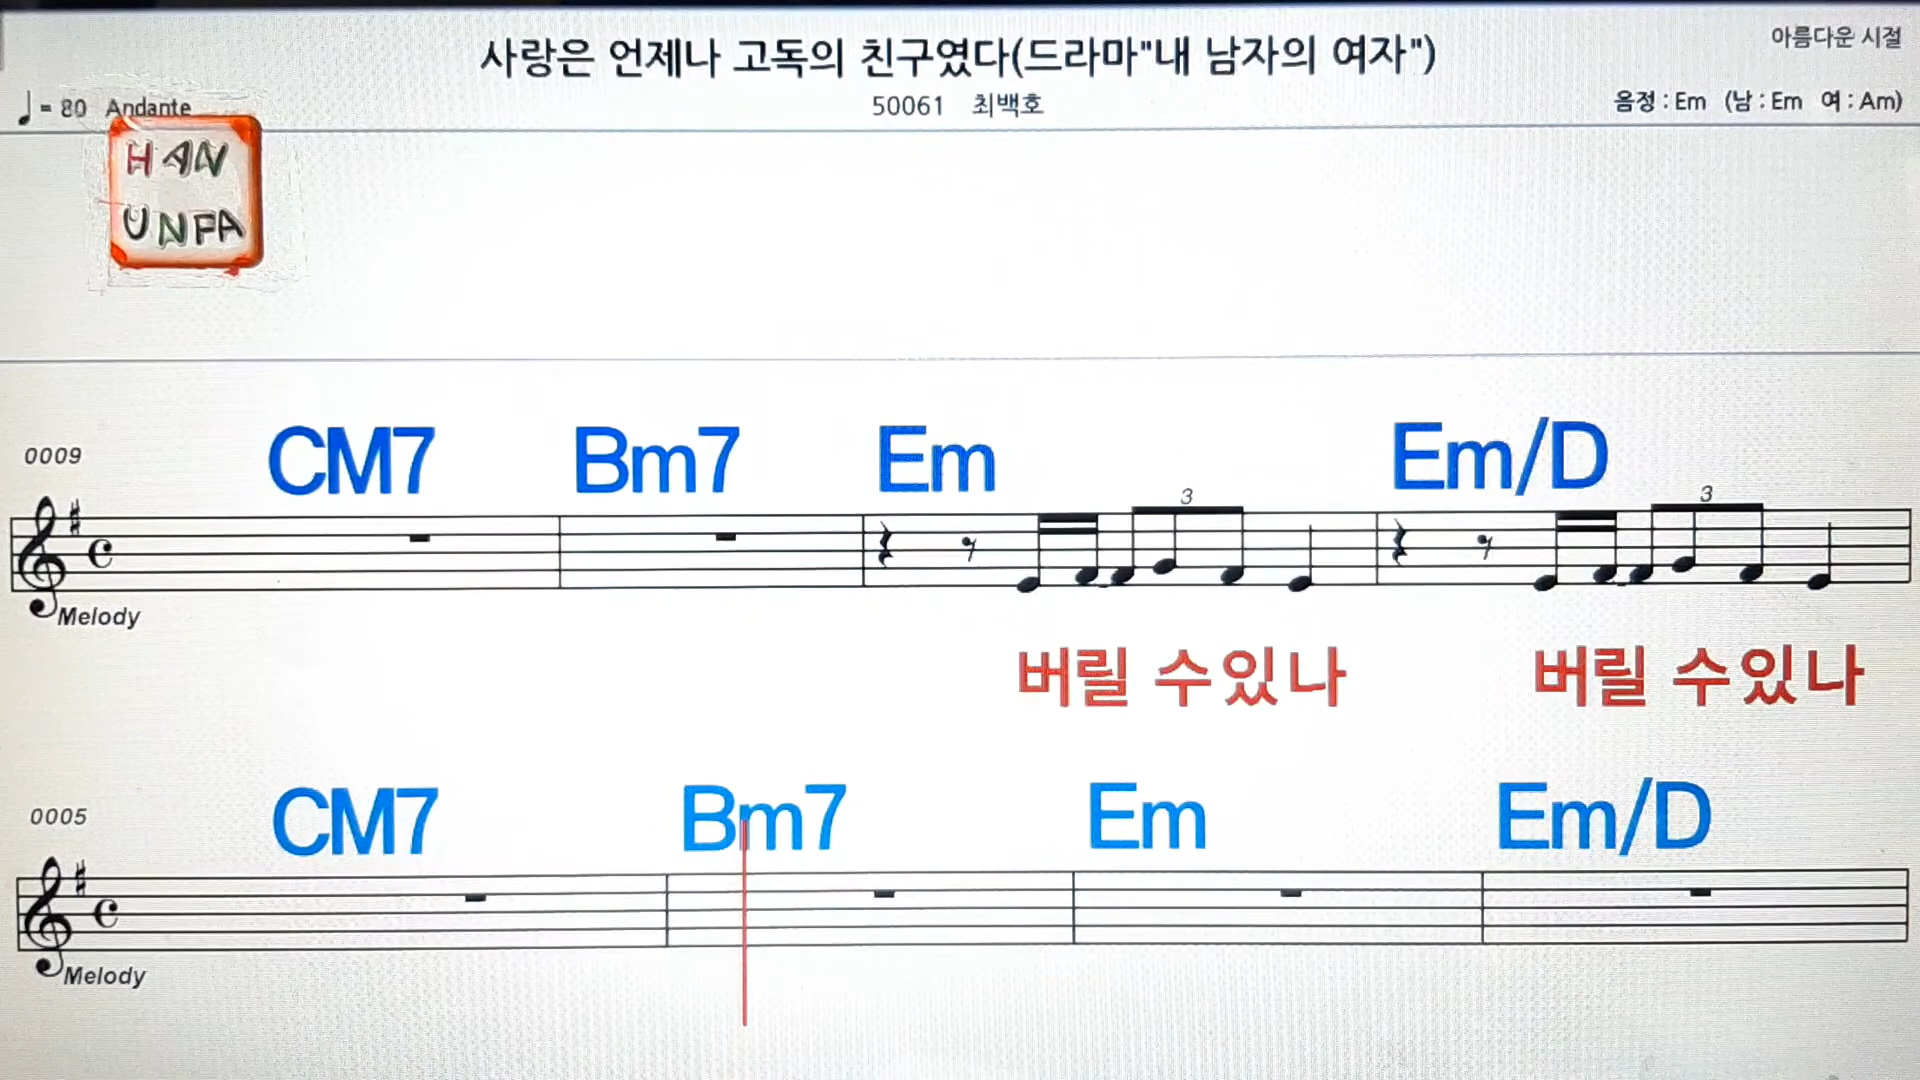 아름다운 시절
사랑은 언제나 고독의 친구였다(드라마"내 남자의 여자")
♩ = 80 Andante
50061 최백호
음정 : Em (남 : Em 여 : Am)
HAN
UNFA
0009
CM7 Bm7 Em Em/D
3 3
Melody
버릴 수있나 버릴 수있나
0005
CM7 Bm7 Em Em/D
Melody